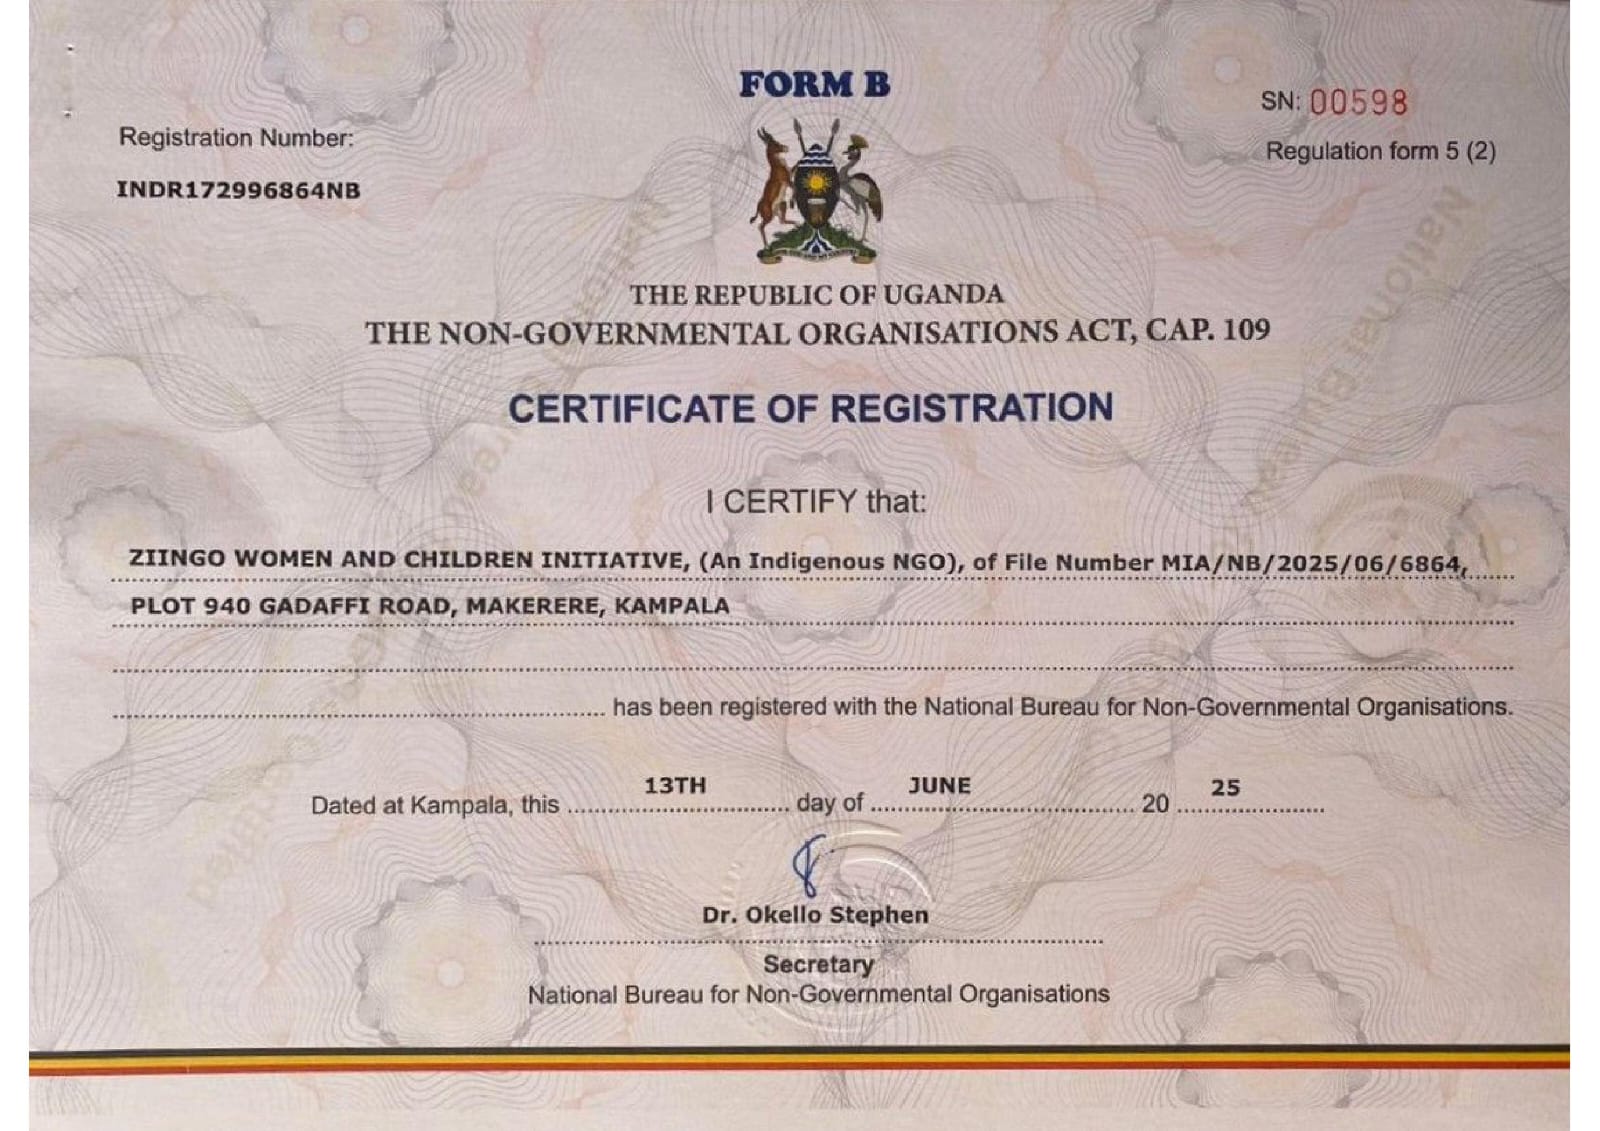 FORM B
SN: 00598
Registration Number:
Regulation form 5 (2)
INDR172996864NB
THE REPUBLIC OF UGANDA
THE NON-GOVERNMENTAL ORGANISATIONS ACT, CAP. 109
CERTIFICATE OF REGISTRATION
I CERTIFY that:
ZIINGO WOMEN AND CHILDREN INITIATIVE, (An Indigenous NGO), of File Number MIA/NB/2025/06/6864,
PLOT 940 GADAFFI ROAD, MAKERERE, KAMPALA
has been registered with the National Bureau for Non-Governmental Organisations.
Dated at Kampala, this 13TH day of JUNE 20 25
Dr. Okello Stephen
Secretary
National Bureau for Non-Governmental Organisations